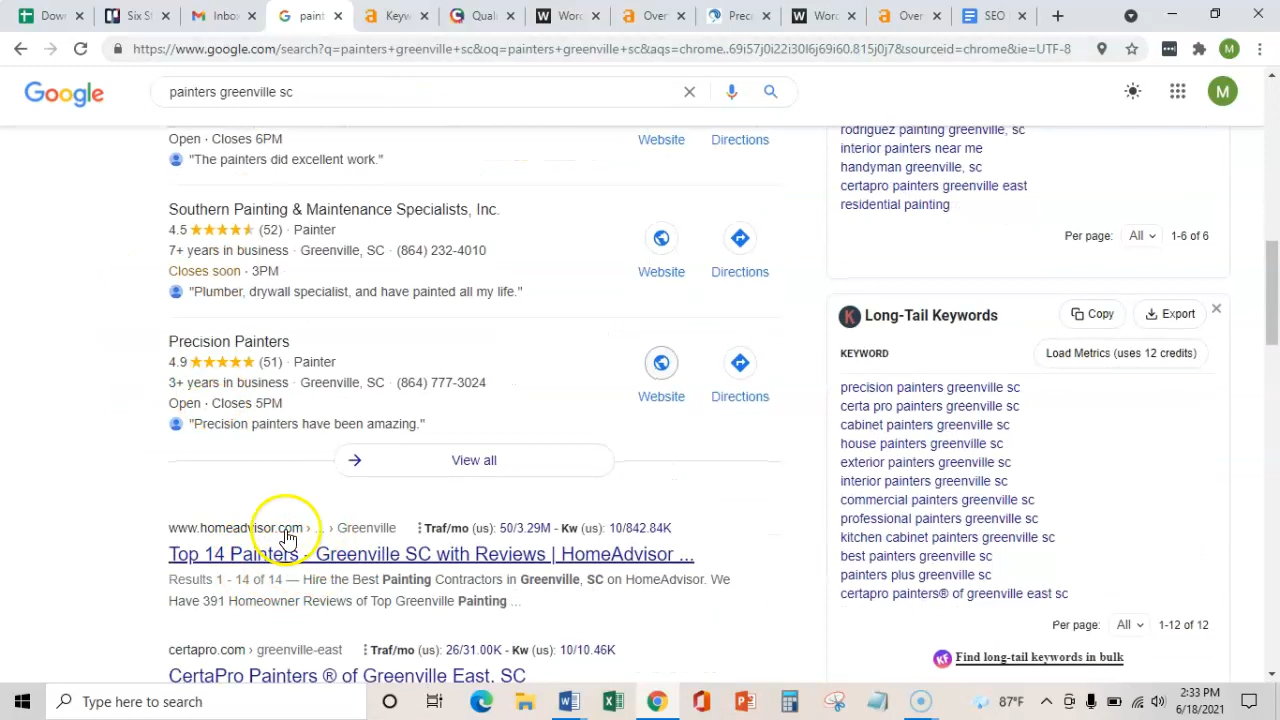 Dow
Six St
Inbox
paint
Keyw
Quali
Word
Over
Preci
Word
Over
SEO
https://www.google.com/search?q=painters+greenville+sc&oq=painters+greenville+sc&aqs=chrome..69i57j0i22i30l6j69i60.815j0j7&sourceid=chrome&ie=UTF-8
M
Google
painters greenville sc
M
Open · Closes 6PM
"The painters did excellent work."
Website
Directions
Southern Painting & Maintenance Specialists, Inc.
4.5 ★★★★★ (52) · Painter
7+ years in business · Greenville, SC · (864) 232-4010
Closes soon · 3PM
"Plumber, drywall specialist, and have painted all my life."
Website
Directions
Precision Painters
4.9 ★★★★★ (51) · Painter
3+ years in business · Greenville, SC · (864) 777-3024
Open · Closes 5PM
"Precision painters have been amazing."
Website
Directions
View all
www.homeadvisor.com › ... › Greenville
Traf/mo (us): 50/3.29M - Kw (us): 10/842.84K
Top 14 Painters - Greenville SC with Reviews | HomeAdvisor ...
Results 1 - 14 of 14 — Hire the Best Painting Contractors in Greenville, SC on HomeAdvisor. We
Have 391 Homeowner Reviews of Top Greenville Painting ...
certapro.com › greenville-east
Traf/mo (us): 26/31.00K - Kw (us): 10/10.46K
CertaPro Painters ® of Greenville East, SC
rodriguez painting greenville, sc
interior painters near me
handyman greenville, sc
certapro painters greenville east
residential painting
Per page: All 1-6 of 6
K Long-Tail Keywords
Copy
Export
KEYWORD
Load Metrics (uses 12 credits)
precision painters greenville sc
certa pro painters greenville sc
cabinet painters greenville sc
house painters greenville sc
exterior painters greenville sc
interior painters greenville sc
commercial painters greenville sc
professional painters greenville sc
kitchen cabinet painters greenville sc
best painters greenville sc
painters plus greenville sc
certapro painters® of greenville east sc
Per page: All 1-12 of 12
KF Find long-tail keywords in bulk
Type here to search
87°F
2:33 PM
6/18/2021